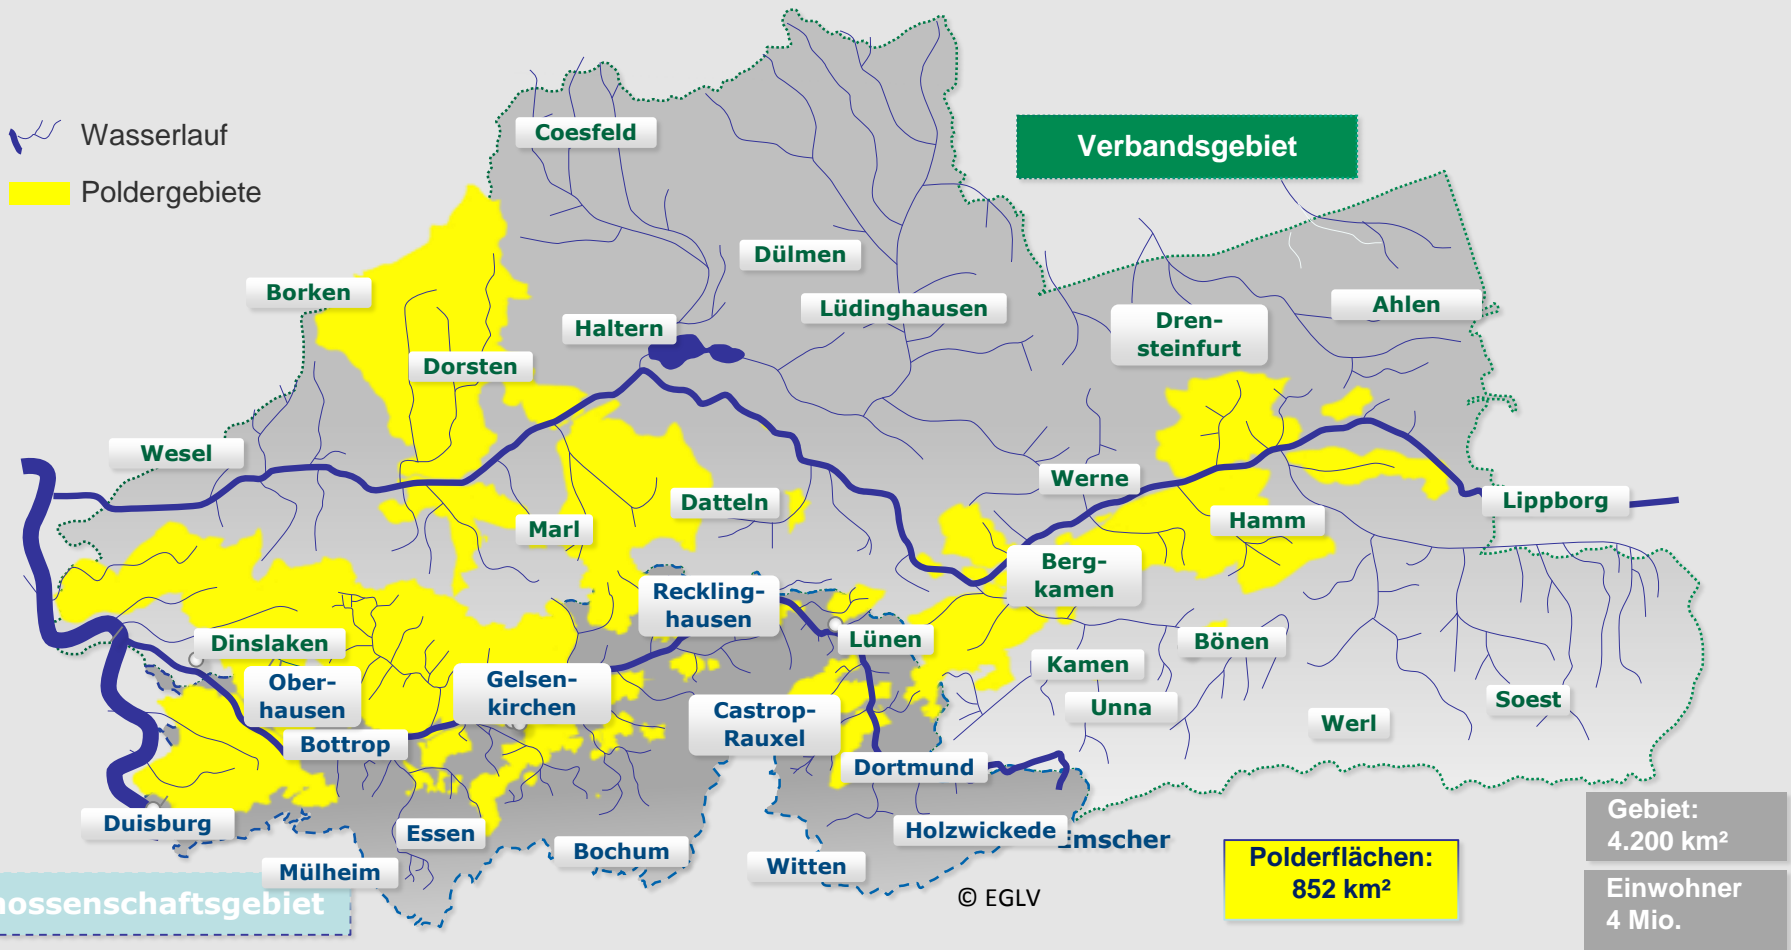 Wasserlauf
Poldergebiete
Coesfeld
Verbandsgebiet
Dülmen
Borken
Lüdinghausen
Ahlen
Haltern
Dren-
steinfurt
Dorsten
Wesel
Werne
Datteln
Lippborg
Marl
Hamm
Berg-
kamen
Reckling-
hausen
Dinslaken
Lünen
Bönen
Kamen
Ober-
hausen
Gelsen-
kirchen
Unna
Soest
Castrop-
Rauxel
Werl
Bottrop
Dortmund
Duisburg
Essen
Holzwickede
Emscher
Bochum
Witten
Mülheim
nossenschaftsgebiet
© EGLV
Polderflächen:
852 km²
Gebiet:
4.200 km²
Einwohner
4 Mio.